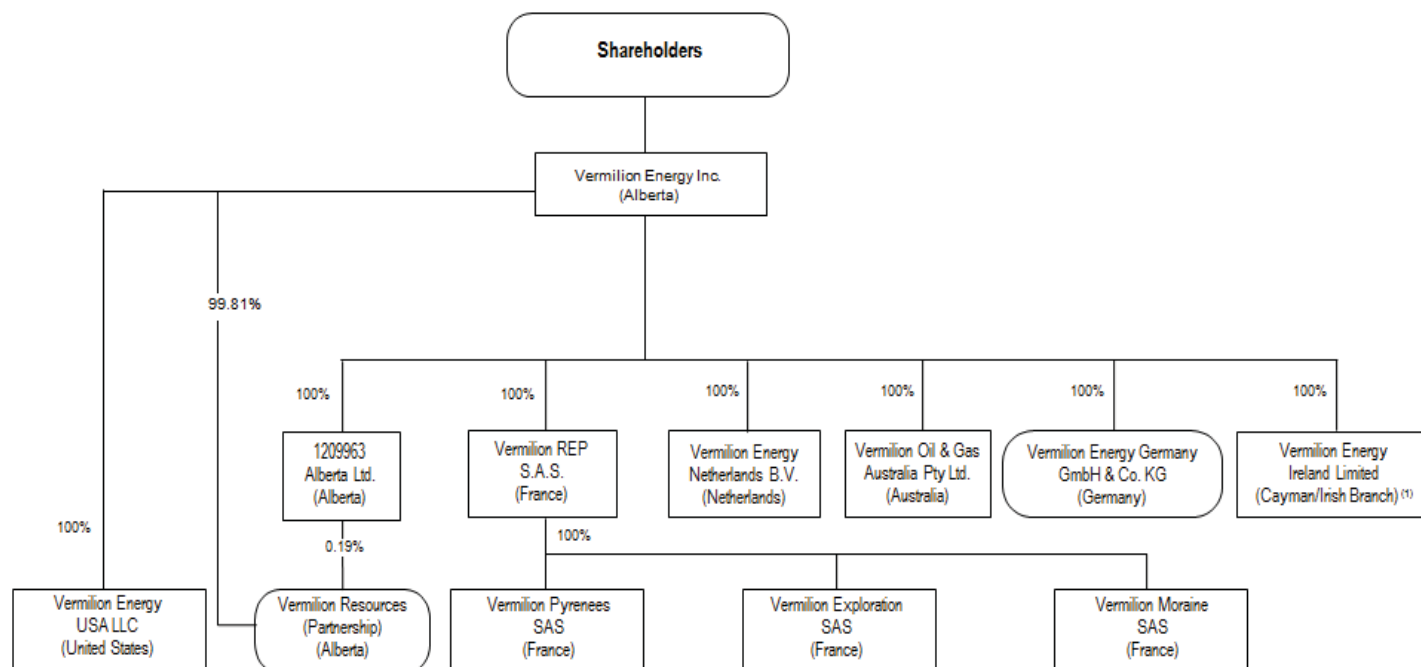 Shareholders
Vermilion Energy Inc.
(Alberta)
99.81%
100%
100%
100%
100%
100%
100%
1209963
Alberta Ltd.
(Alberta)
Vermilion REP
S.A.S.
(France)
Vermilion Energy
Netherlands B.V.
(Netherlands)
Vermilion Oil & Gas
Australia Pty Ltd.
(Australia)
Vermilion Energy Germany
GmbH & Co. KG
(Germany)
Vermilion Energy
Ireland Limited
(Cayman/Irish Branch) (1)
100%
0.19%
100%
Vermilion Energy
USA LLC
(United States)
Vermilion Resources
(Partnership)
(Alberta)
Vermilion Pyrenees
SAS
(France)
Vermilion Exploration
SAS
(France)
Vermilion Moraine
SAS
(France)